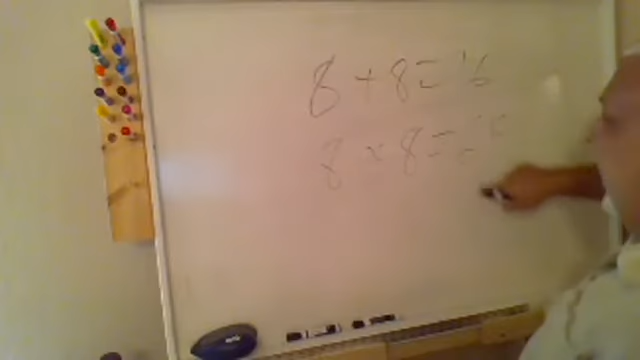 8 + 8 = 16
8 × 8 =